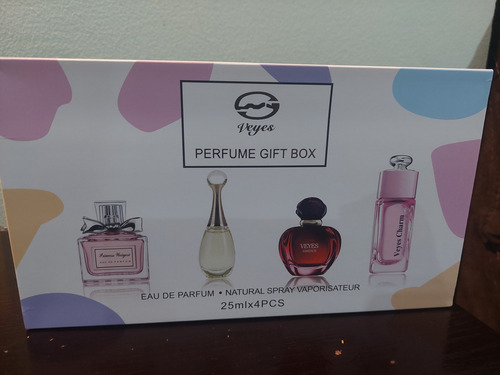 Veyes
PERFUME GIFT BOX
VEYES
Veyes Charm
EAU DE PARFUM • NATURAL SPRAY VAPORISATEUR
25mlx4PCS